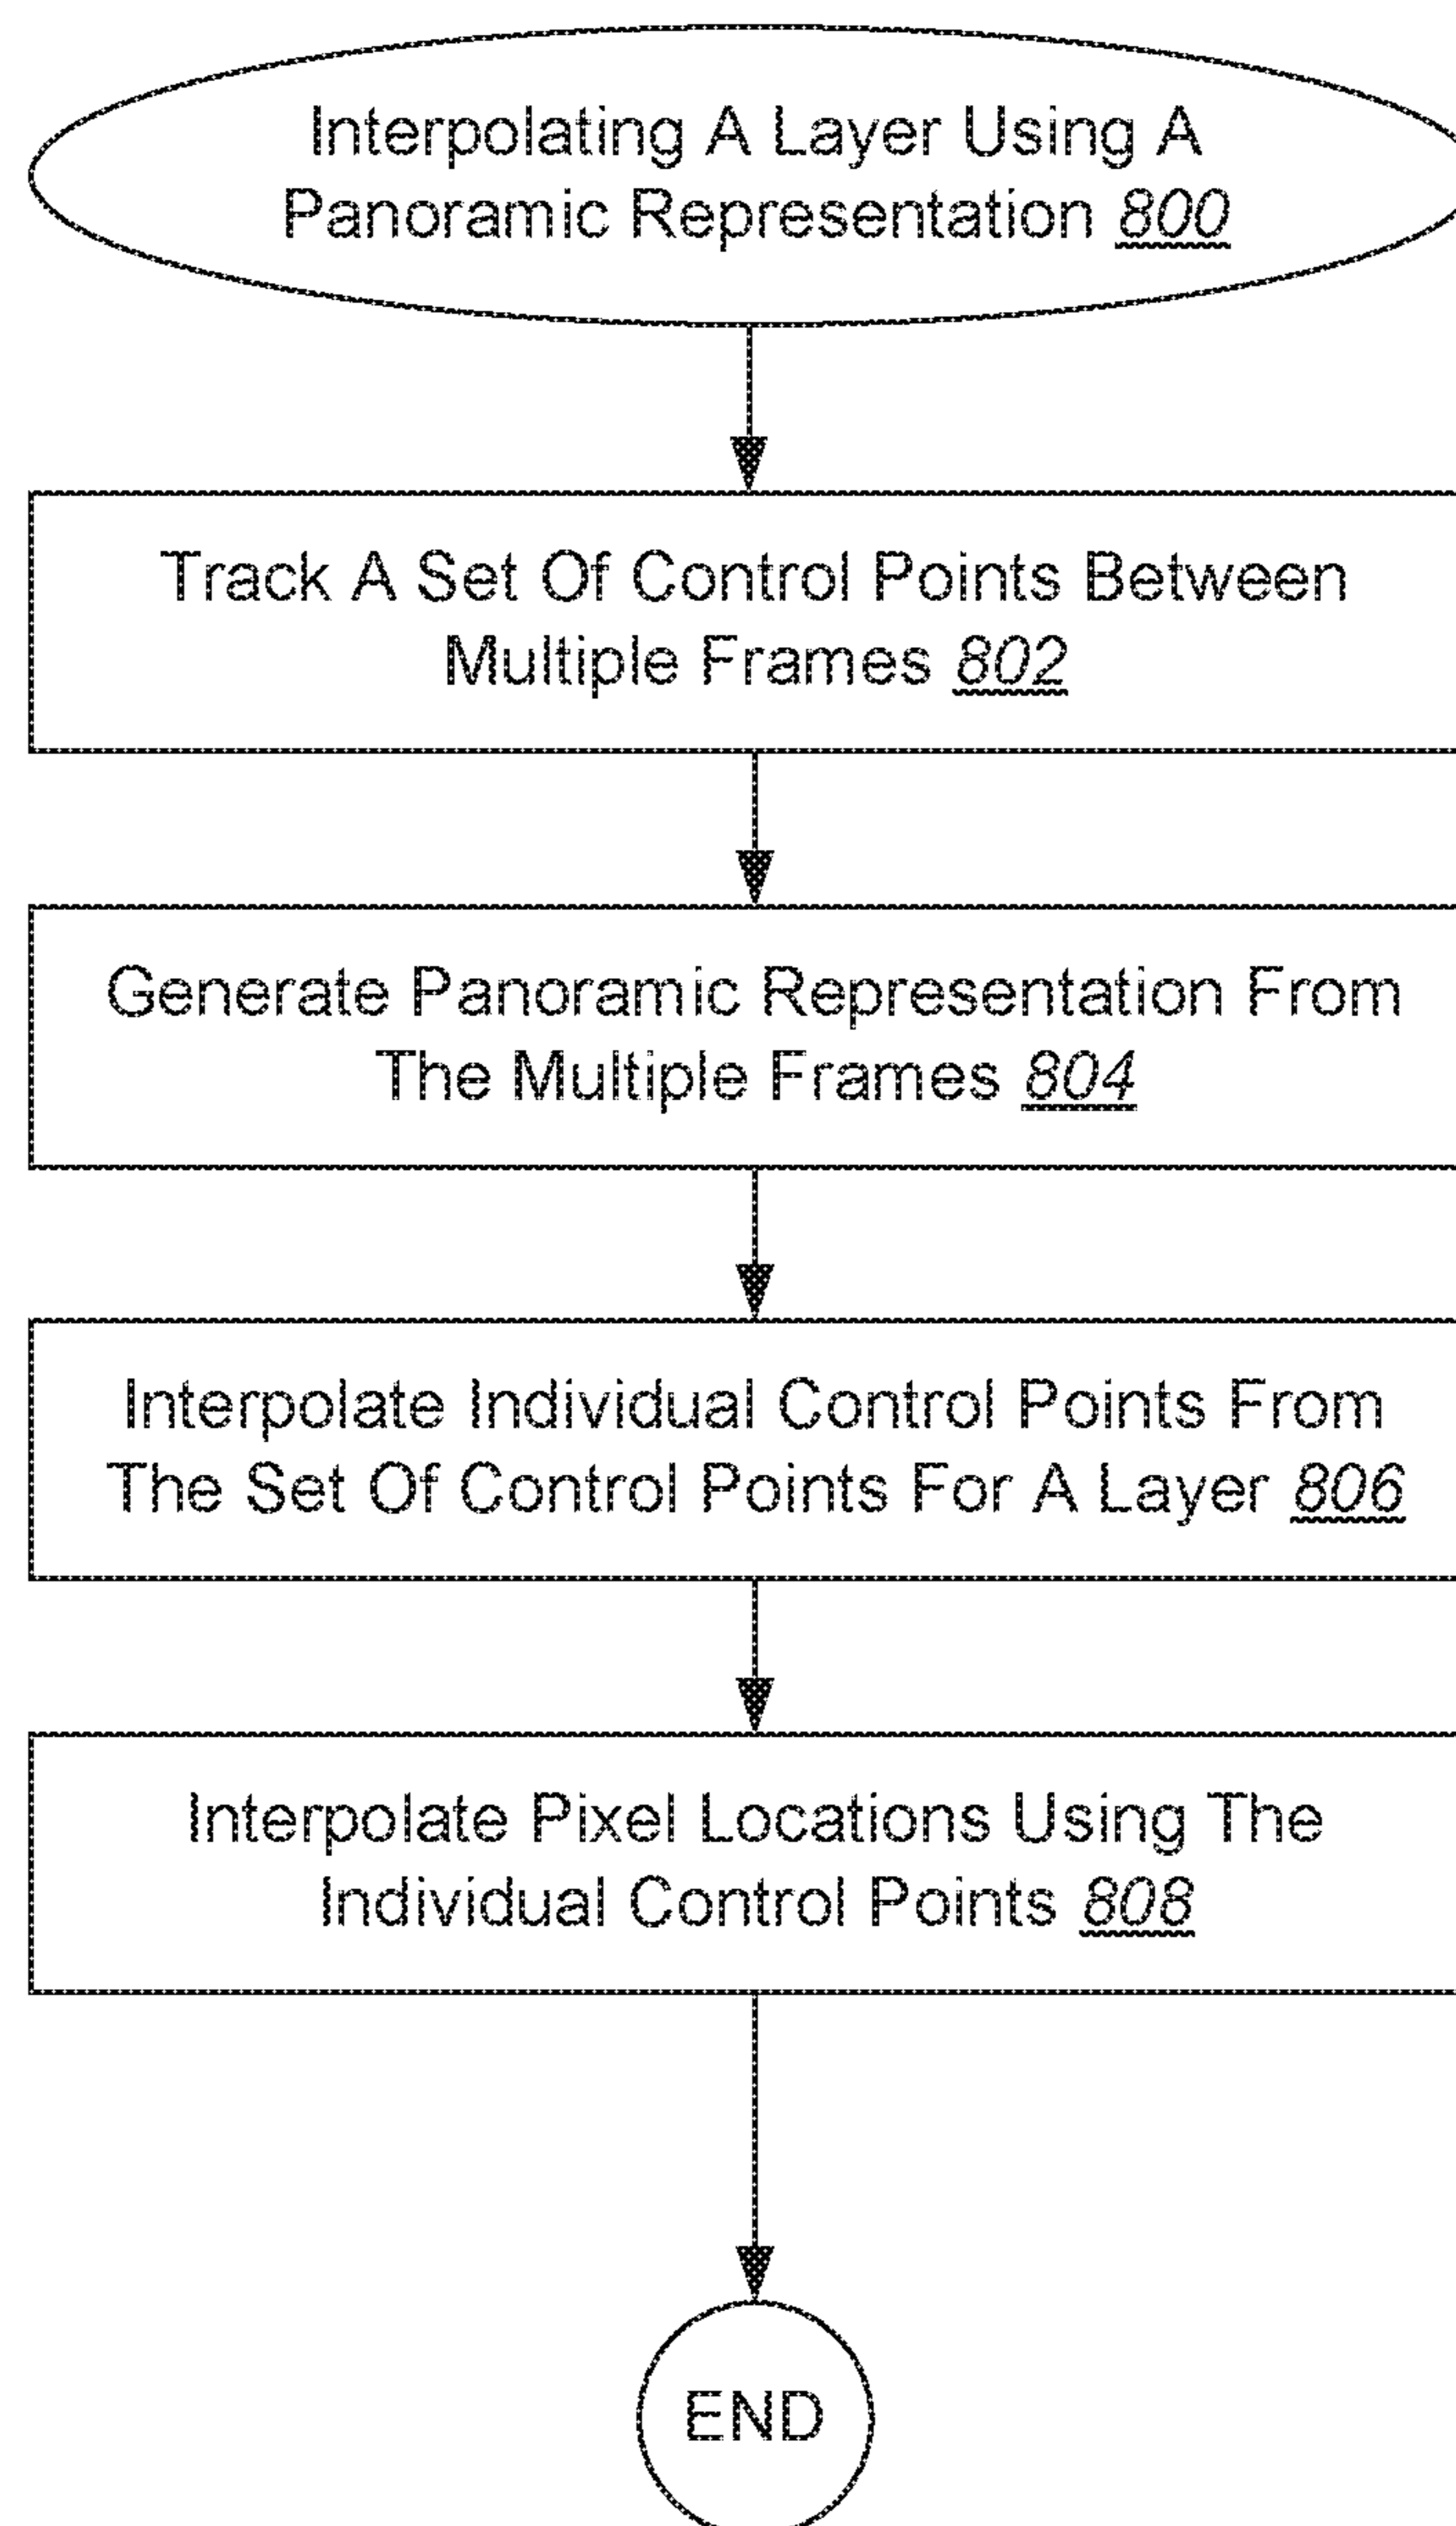 Interpolating A Layer Using A
Panoramic Representation 800
Track A Set Of Control Points Between
Multiple Frames 802
Generate Panoramic Representation From
The Multiple Frames 804
Interpolate Individual Control Points From
The Set Of Control Points For A Layer 806
Interpolate Pixel Locations Using The
Individual Control Points 808
END